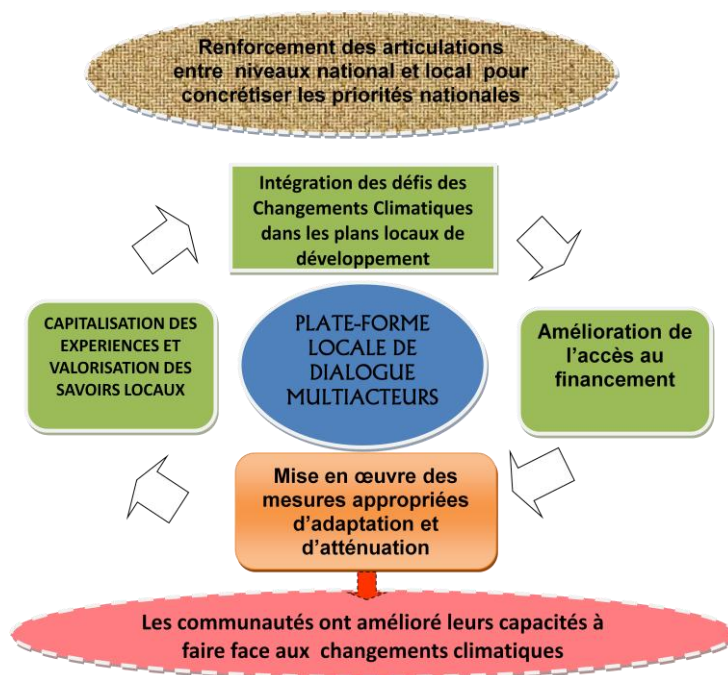 Renforcement des articulations
entre niveaux national et local pour
concrétiser les priorités nationales
Intégration des défis des
Changements Climatiques
dans les plans locaux de
développement
CAPITALISATION DES
EXPERIENCES ET
VALORISATION DES
SAVOIRS LOCAUX
PLATE-FORME
LOCALE DE
DIALOGUE
MULTIACTEURS
Amélioration de
l'accès au
financement
Mise en œuvre des
mesures appropriées
d'adaptation et
d'atténuation
Les communautés ont amélioré leurs capacités à
faire face aux changements climatiques